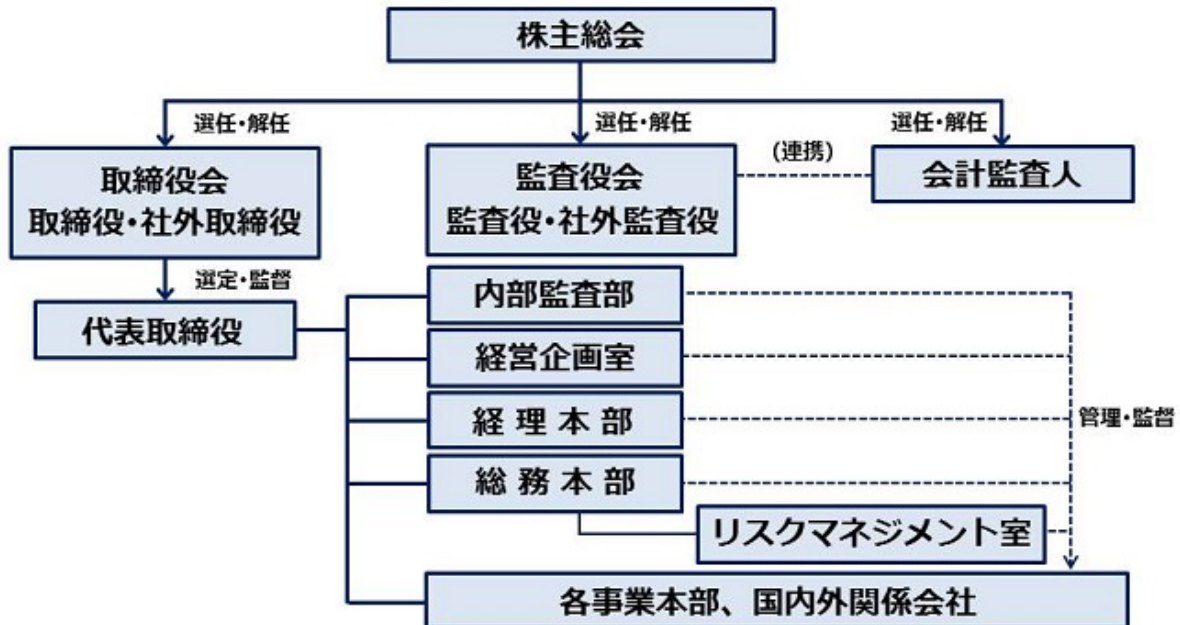 株主総会
選任・解任
選任・解任
選任・解任
取締役会
取締役・社外取締役
監査役会
監査役・社外監査役
(連携)
会計監査人
選定・監督
代表取締役
内部監査部
経営企画室
経 理 本 部
管理・監督
総 務 本 部
リスクマネジメント室
各事業本部、国内外関係会社